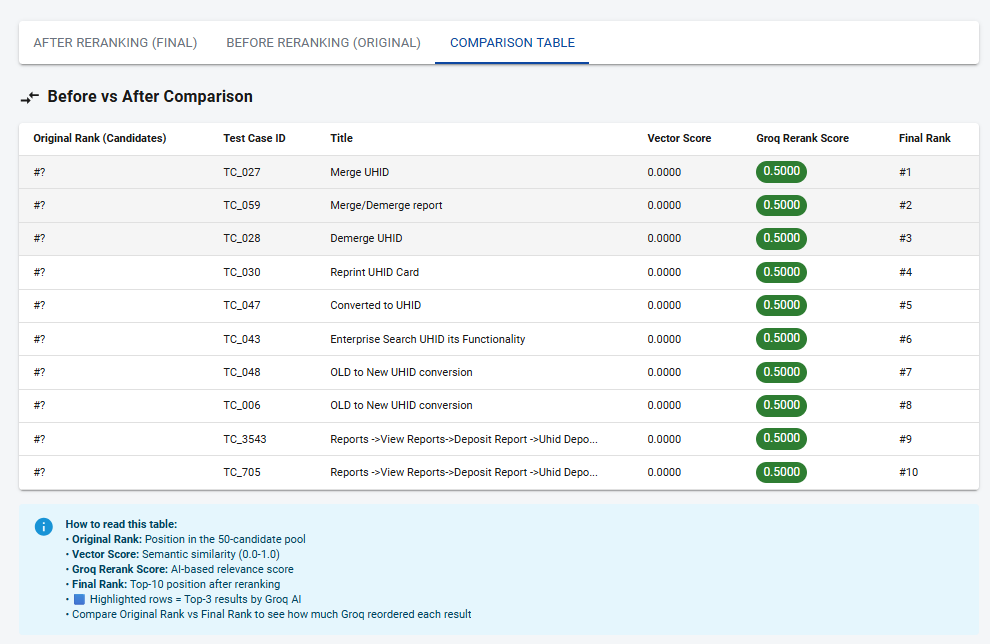 AFTER RERANKING (FINAL) BEFORE RERANKING (ORIGINAL) COMPARISON TABLE
Before vs After Comparison
Original Rank (Candidates) Test Case ID Title Vector Score Groq Rerank Score Final Rank
#? TC_027 Merge UHID 0.0000 0.5000 #1
#? TC_059 Merge/Demerge report 0.0000 0.5000 #2
#? TC_028 Demerge UHID 0.0000 0.5000 #3
#? TC_030 Reprint UHID Card 0.0000 0.5000 #4
#? TC_047 Converted to UHID 0.0000 0.5000 #5
#? TC_043 Enterprise Search UHID its Functionality 0.0000 0.5000 #6
#? TC_048 OLD to New UHID conversion 0.0000 0.5000 #7
#? TC_006 OLD to New UHID conversion 0.0000 0.5000 #8
#? TC_3543 Reports ->View Reports->Deposit Report ->Uhid Depo... 0.0000 0.5000 #9
#? TC_705 Reports ->View Reports->Deposit Report ->Uhid Depo... 0.0000 0.5000 #10
How to read this table:
• Original Rank: Position in the 50-candidate pool
• Vector Score: Semantic similarity (0.0-1.0)
• Groq Rerank Score: AI-based relevance score
• Final Rank: Top-10 position after reranking
• 🟦 Highlighted rows = Top-3 results by Groq AI
• Compare Original Rank vs Final Rank to see how much Groq reordered each result